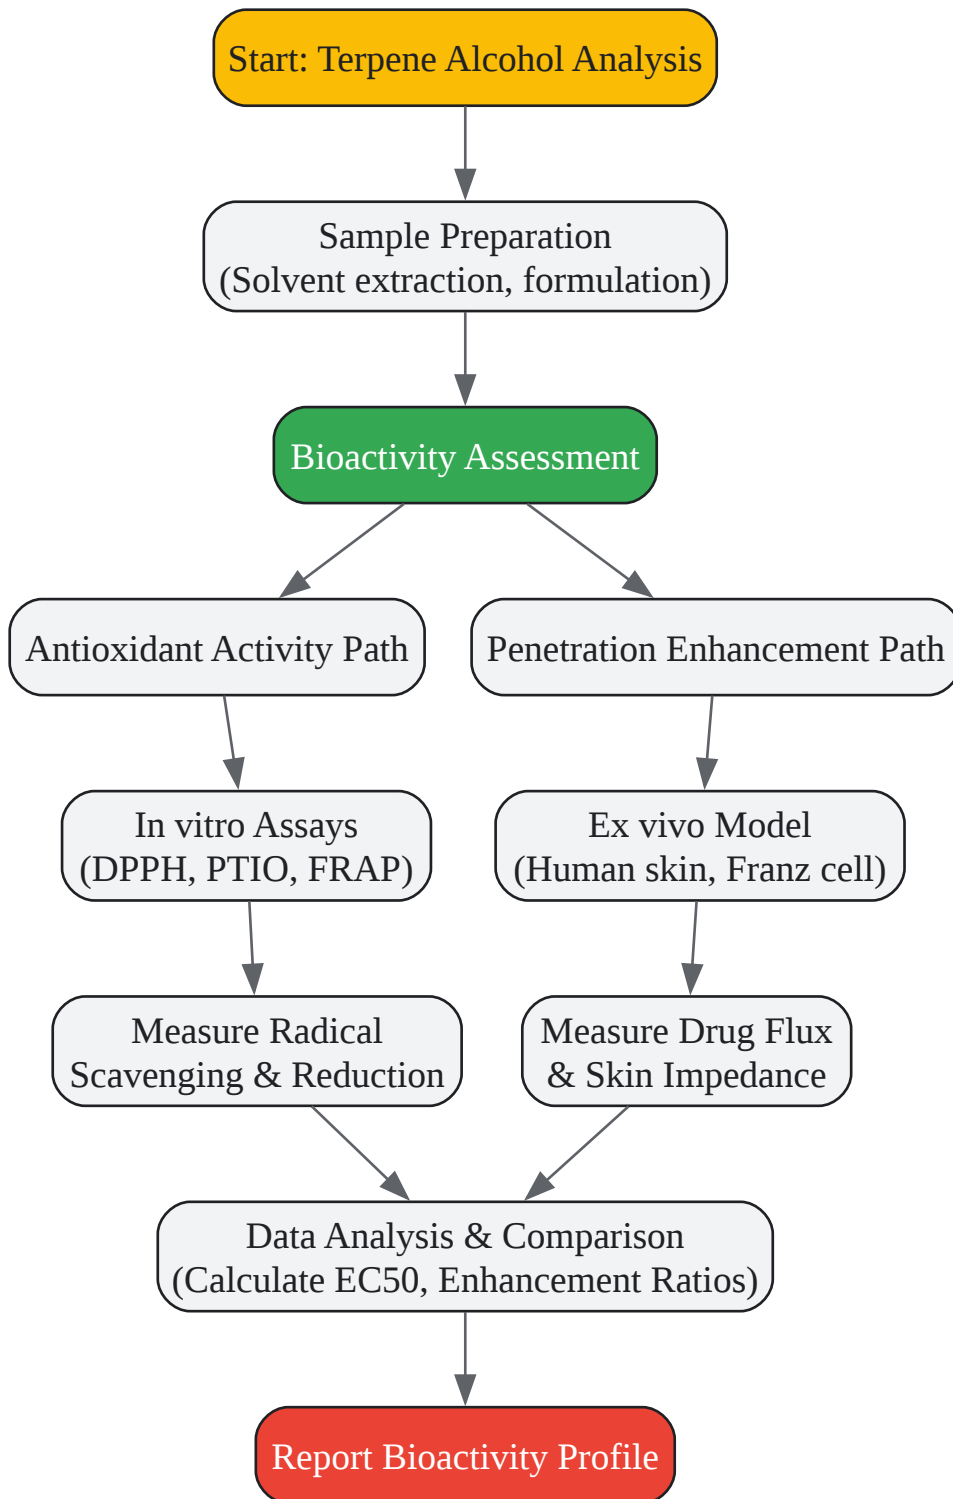 Start: Terpene Alcohol Analysis
Sample Preparation
(Solvent extraction, formulation)
Bioactivity Assessment
Antioxidant Activity Path
Penetration Enhancement Path
In vitro Assays
(DPPH, PTIO, FRAP)
Ex vivo Model
(Human skin, Franz cell)
Measure Radical
Scavenging & Reduction
Measure Drug Flux
& Skin Impedance
Data Analysis & Comparison
(Calculate EC50, Enhancement Ratios)
Report Bioactivity Profile